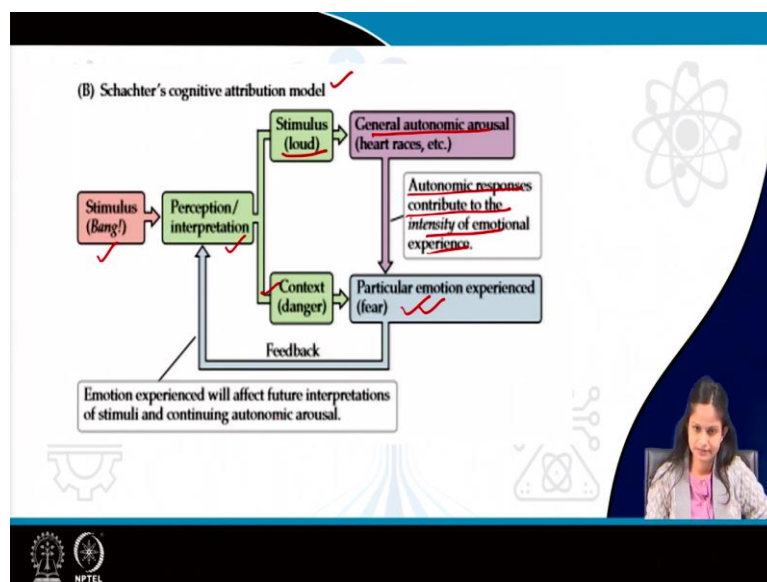 (B) Schachter's cognitive attribution model
Stimulus
(loud)
General autonomic arousal
(heart races, etc.)
Stimulus
(Bang!)
Perception/
interpretation
Autonomic responses
contribute to the
intensity of emotional
experience.
Context
(danger)
Particular emotion experienced
(fear)
Feedback
Emotion experienced will affect future interpretations
of stimuli and continuing autonomic arousal.
NPTEL